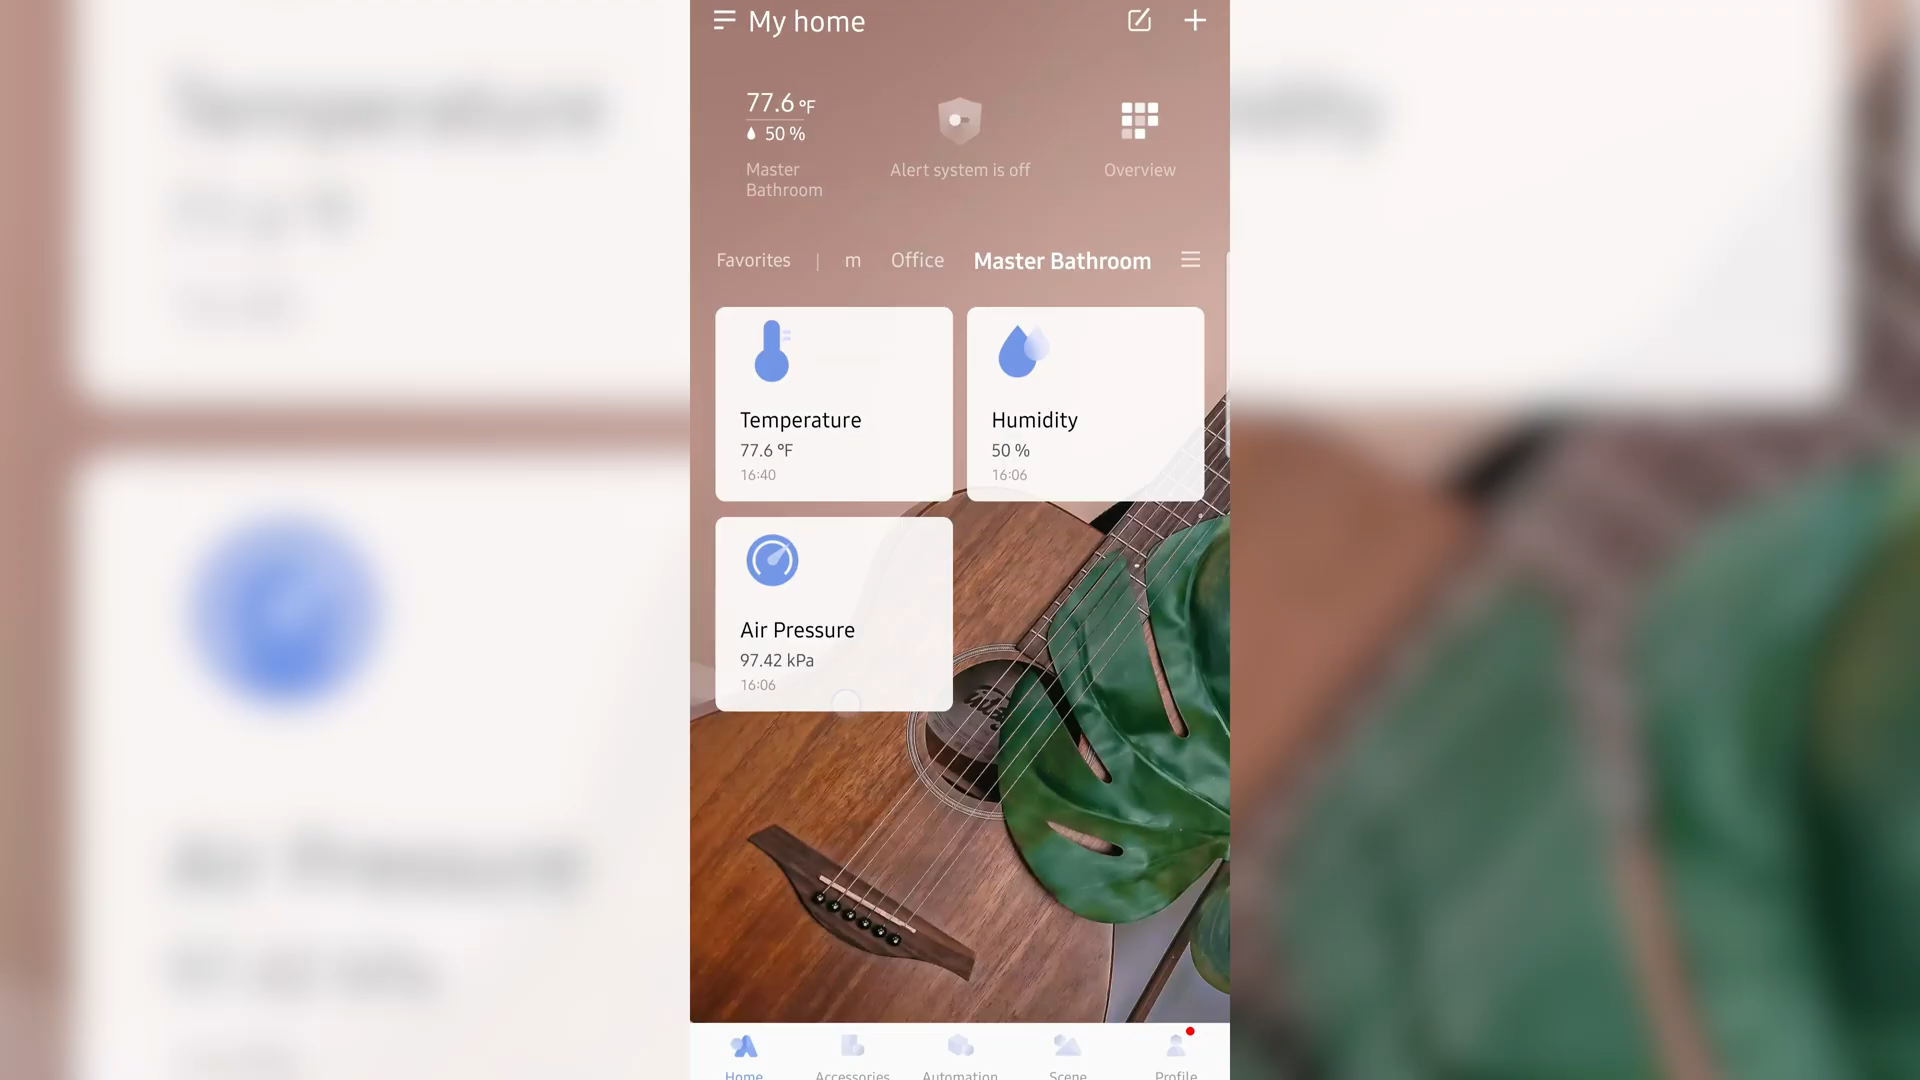 My home
77.6 °F
50 %
Master
Bathroom
Alert system is off
Overview
Favorites | m Office Master Bathroom
Temperature
77.6 °F
16:40
Humidity
50 %
16:06
Air Pressure
97.42 kPa
16:06
Home Accessories Automation Scene Profile